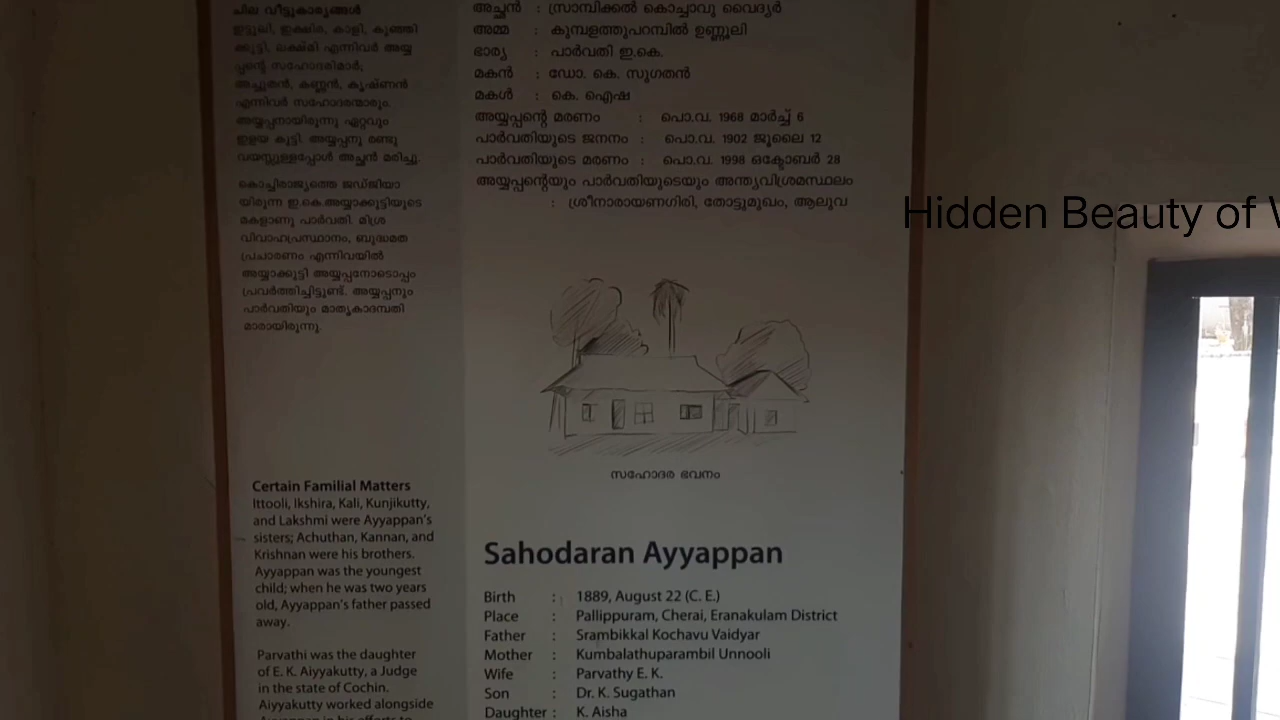 ചില വീട്ടുകാര്യങ്ങൾ
ഇട്ടൂലി, ഇക്ഷിര, കാളി, കുഞ്ഞി
ക്കുട്ടി, ലക്ഷ്മി എന്നിവർ അയ്യ
പ്പന്റെ സഹോദരിമാർ;
അച്ചുതൻ, കണ്ണൻ, കൃഷ്ണൻ
എന്നിവർ സഹോദരന്മാരും.
അയ്യപ്പനായിരുന്നു ഏറ്റവും
ഇളയ കുട്ടി. അയ്യപ്പനു രണ്ടു
വയസ്സുള്ളപ്പോൾ അച്ഛൻ മരിച്ചു.
കൊച്ചിരാജ്യത്തെ ജഡ്ജിയാ
യിരുന്ന ഇ.കെ.അയ്യാക്കുട്ടിയുടെ
മകളാണു പാർവതി. മിശ്ര
വിവാഹപ്രസ്ഥാനം, ബുദ്ധമത
പ്രചാരണം എന്നിവയിൽ
അയ്യാക്കുട്ടി അയ്യപ്പനോടൊപ്പം
പ്രവർത്തിച്ചിട്ടുണ്ട്. അയ്യപ്പനും
പാർവതിയും മാതൃകാദമ്പതി
മാരായിരുന്നു.
അച്ഛൻ : സ്രാമ്പിക്കൽ കൊച്ചാവു വൈദ്യർ
അമ്മ : കുമ്പളത്തുപറമ്പിൽ ഉണ്ണൂലി
ഭാര്യ : പാർവതി ഇ.കെ.
മകൻ : ഡോ. കെ. സുഗതൻ
മകൾ : കെ. ഐഷ
അയ്യപ്പന്റെ മരണം : പൊ.വ. 1968 മാർച്ച് 6
പാർവതിയുടെ ജനനം : പൊ.വ. 1902 ജൂലൈ 12
പാർവതിയുടെ മരണം : പൊ.വ. 1998 ഒക്ടോബർ 28
അയ്യപ്പന്റെയും പാർവതിയുടെയും അന്ത്യവിശ്രമസ്ഥലം
: ശ്രീനാരായണഗിരി, തോട്ടുമുഖം, ആലുവ
Hidden Beauty of
സഹോദര ഭവനം
Certain Familial Matters
Ittooli, Ikshira, Kali, Kunjikutty,
and Lakshmi were Ayyappan's
sisters; Achuthan, Kannan, and
Krishnan were his brothers.
Ayyappan was the youngest
child; when he was two years
old, Ayyappan's father passed
away.
Parvathi was the daughter
of E. K. Aiyyakutty, a Judge
in the state of Cochin.
Aiyyakutty worked alongside
Ayyappan in his efforts to
Sahodaran Ayyappan
Birth : 1889, August 22 (C. E.)
Place : Pallippuram, Cherai, Eranakulam District
Father : Srambikkal Kochavu Vaidyar
Mother : Kumbalathuparambil Unnooli
Wife : Parvathy E. K.
Son : Dr. K. Sugathan
Daughter : K. Aisha